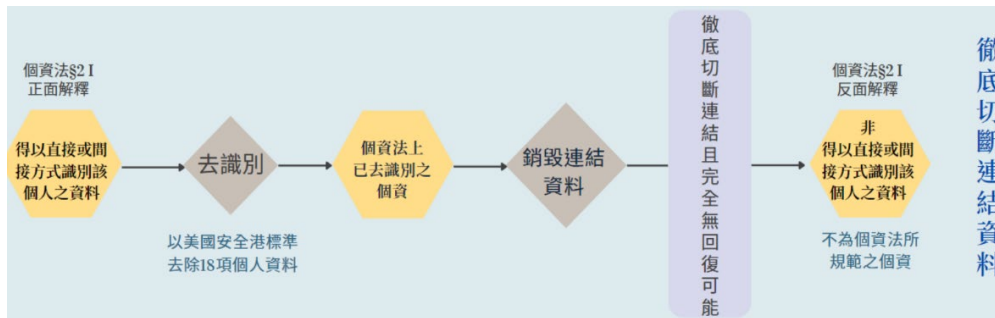 個資法§2 I
正面解釋
得以直接或間
接方式識別該
個人之資料
去識別
以美國安全港標準
去除18項個人資料
個資法上
已去識別之
個資
銷毀連結
資料
徹底切斷連結且完全無回復可能
個資法§2 I
反面解釋
非
得以直接或間
接方式識別該
個人之資料
不為個資法所
規範之個資
徹底切斷連結資料